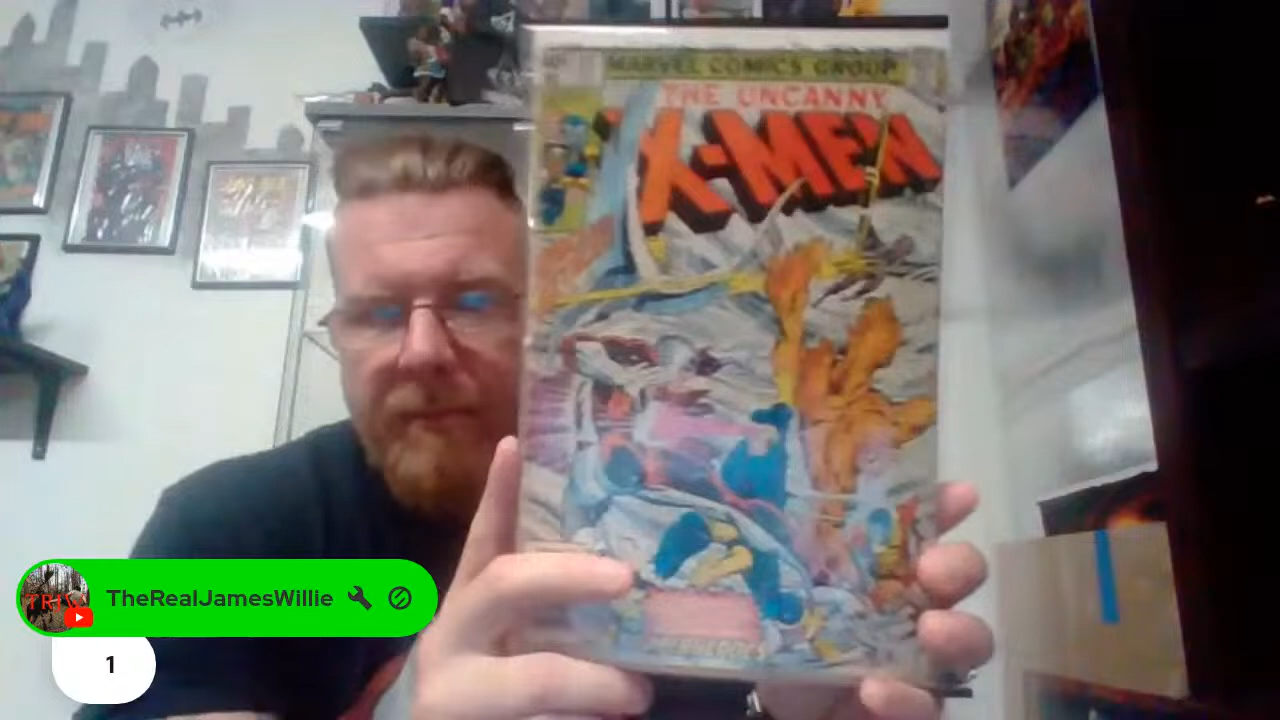 MARVEL COMICS GROUP
THE UNCANNY
X-MEN
TheRealJamesWillie
1